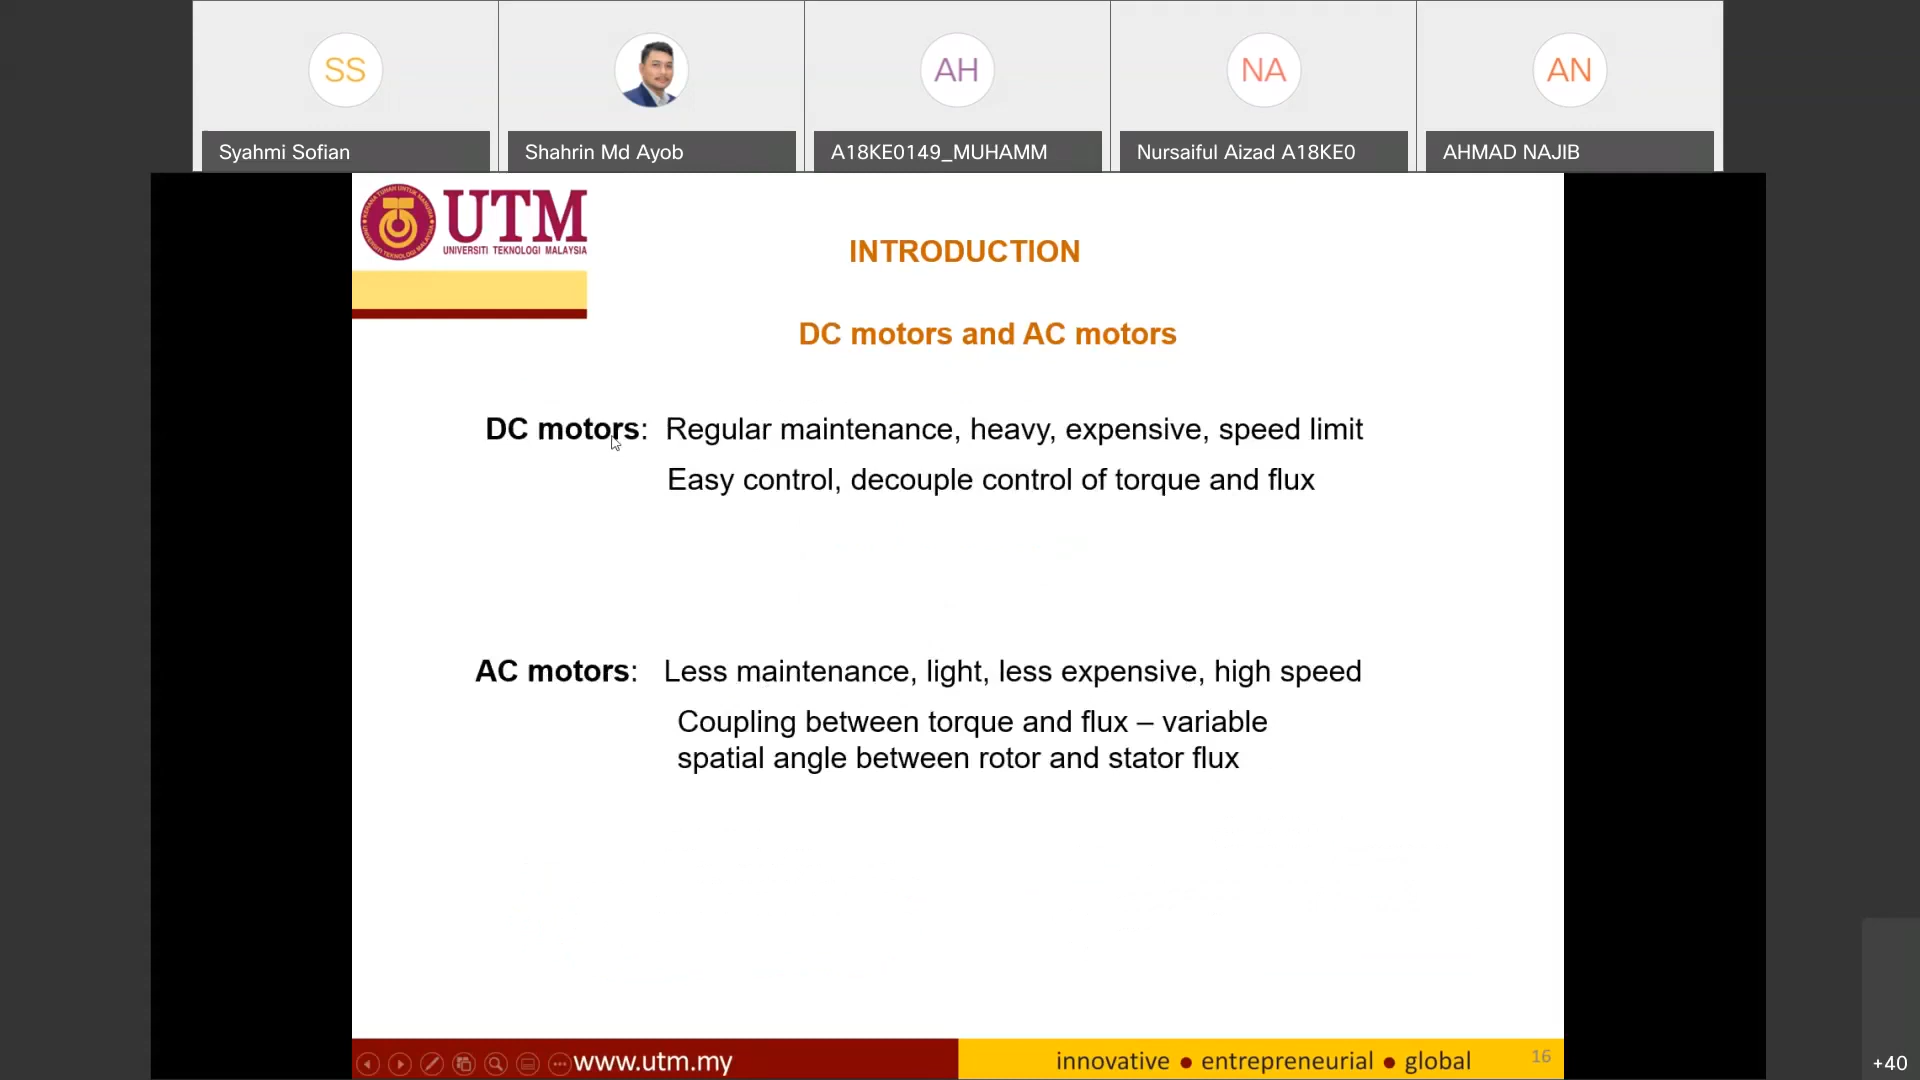 SS
AH
NA
AN
Syahmi Sofian
Shahrin Md Ayob
A18KE0149_MUHAMM
Nursaiful Aizad A18KE0
AHMAD NAJIB
UTM
UNIVERSITI TEKNOLOGI MALAYSIA
INTRODUCTION
DC motors and AC motors
DC motors: Regular maintenance, heavy, expensive, speed limit
Easy control, decouple control of torque and flux
AC motors: Less maintenance, light, less expensive, high speed
Coupling between torque and flux – variable
spatial angle between rotor and stator flux
www.utm.my
innovative ● entrepreneurial ● global
16
+40